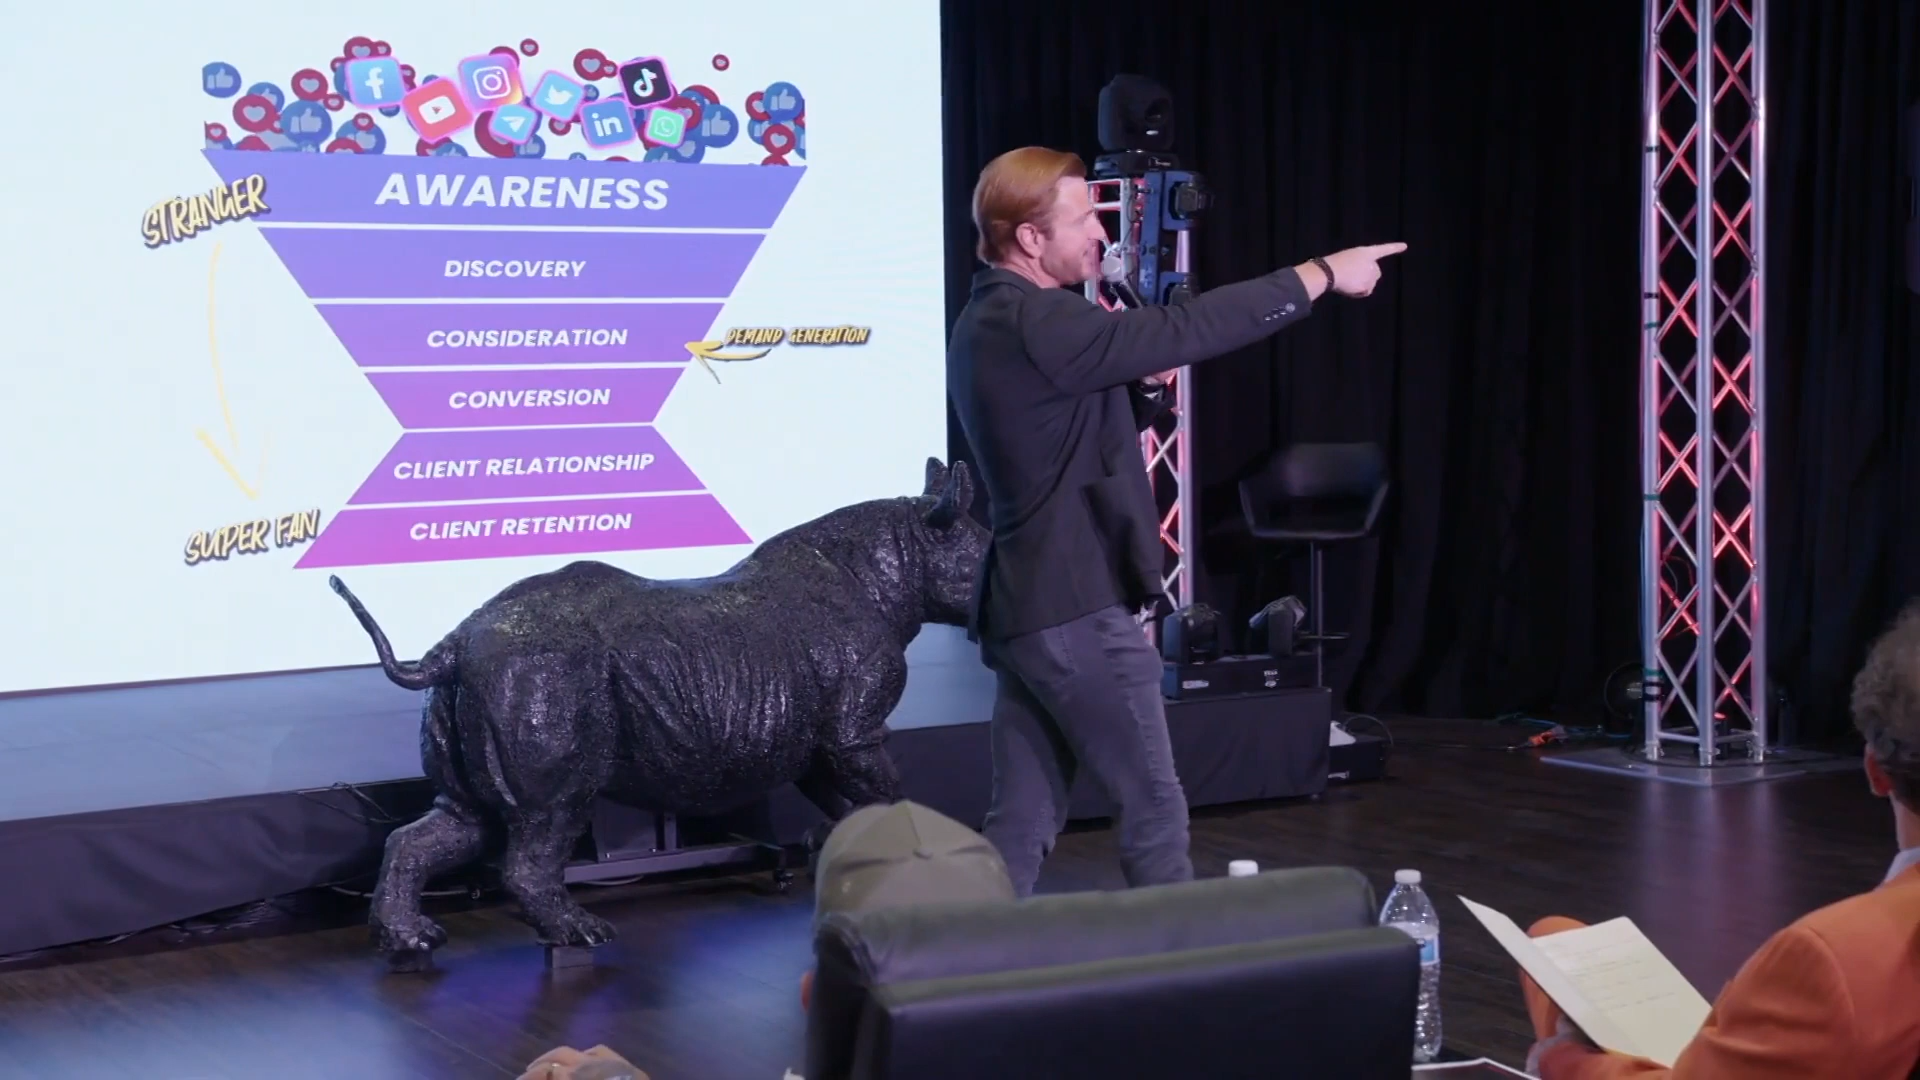 STRANGER
AWARENESS
DISCOVERY
CONSIDERATION
DEMAND GENERATION
CONVERSION
CLIENT RELATIONSHIP
CLIENT RETENTION
SUPER FAN